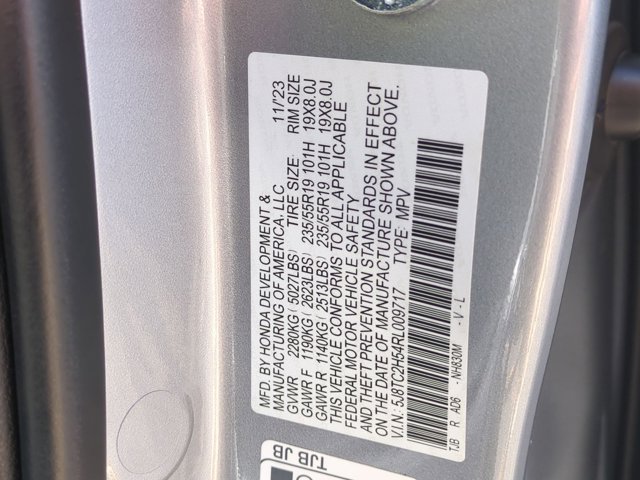 MFD. BY HONDA DEVELOPMENT &
MANUFACTURING OF AMERICA, LLC 11/'23
GVWR 2280KG( 5027LBS) TIRE SIZE RIM SIZE
GAWR F 1190KG( 2623LBS) 235/55R19 101H 19X8.0J
GAWR R 1140KG( 2513LBS) 235/55R19 101H 19X8.0J
THIS VEHICLE CONFORMS TO ALL APPLICABLE
FEDERAL MOTOR VEHICLE SAFETY
AND THEFT PREVENTION STANDARDS IN EFFECT
ON THE DATE OF MANUFACTURE SHOWN ABOVE.
V.I.N: 5J8TC2H54RL009717 TYPE: MPV
TJB R AD6 -NH830M - V - L
TJB JB